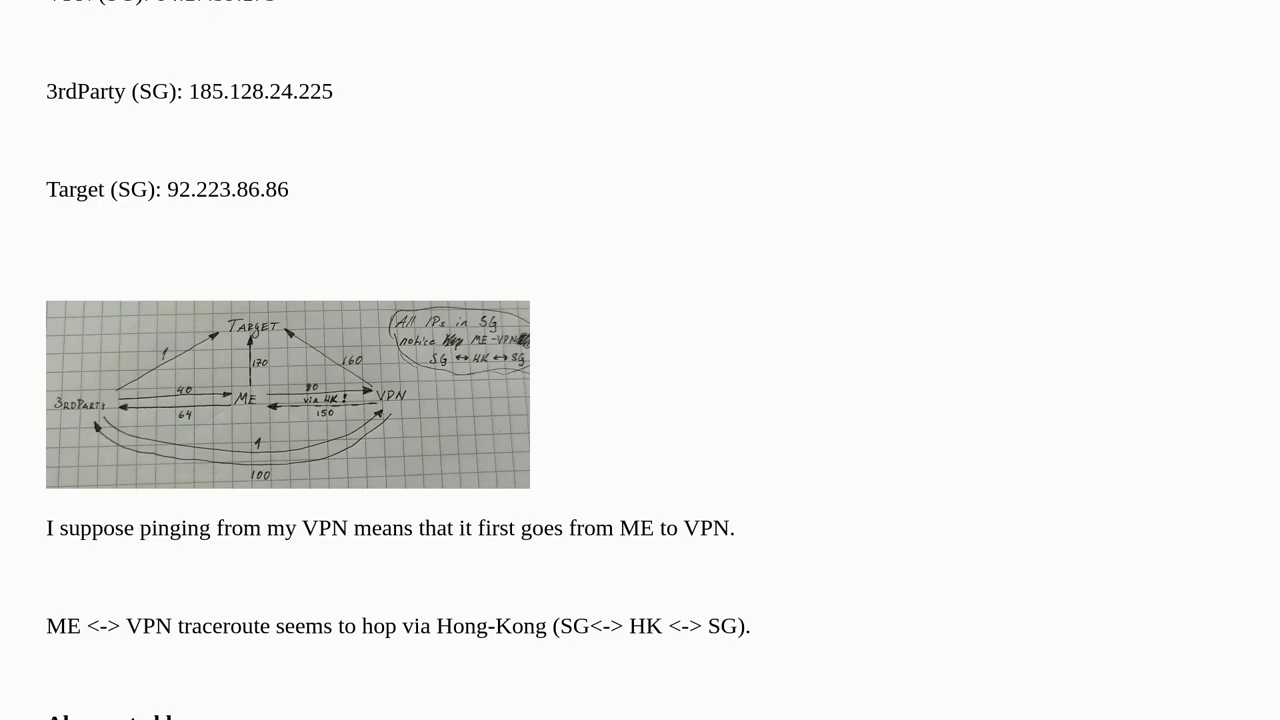 3rdParty (SG): 185.128.24.225
Target (SG): 92.223.86.86
TARGET
All IPs in SG
notice ME-VPN
SG ↔ HK ↔ SG
1
170
160
3RDPARTY
40
64
ME
80
via HK!
150
VPN
1
100
I suppose pinging from my VPN means that it first goes from ME to VPN.
ME <-> VPN traceroute seems to hop via Hong-Kong (SG<-> HK <-> SG).